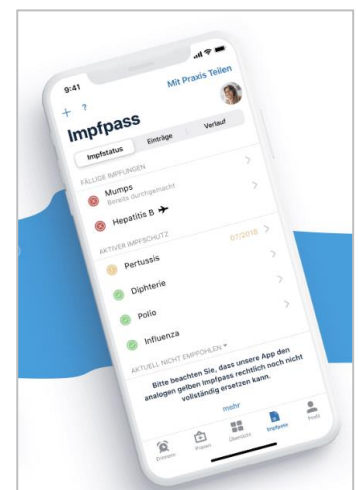 9:41
Mit Praxis Teilen
Impfpass
Impfstatus Einträge Verlauf
FÄLLIGE IMPFUNGEN
Mumps
Bereits durchgemacht
Hepatitis B
AKTIVER IMPFSCHUTZ
Pertussis 07/2018
Diphterie
Polio
Influenza
AKTUELL NICHT EMPFOHLEN
Bitte beachten Sie, dass unsere App den
analogen gelben Impfpass rechtlich noch nicht
vollständig ersetzen kann.
mehr
Praxen Übersicht Impfpass Profil